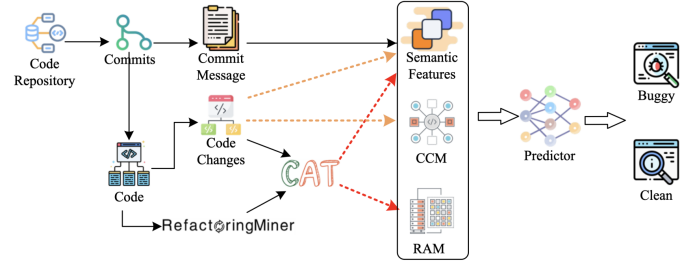 Code
Repository
Commits
Commit
Message
Semantic
Features
Code
Changes
CCM
Code
CAT
RefactoringMiner
RAM
Predictor
Buggy
Clean